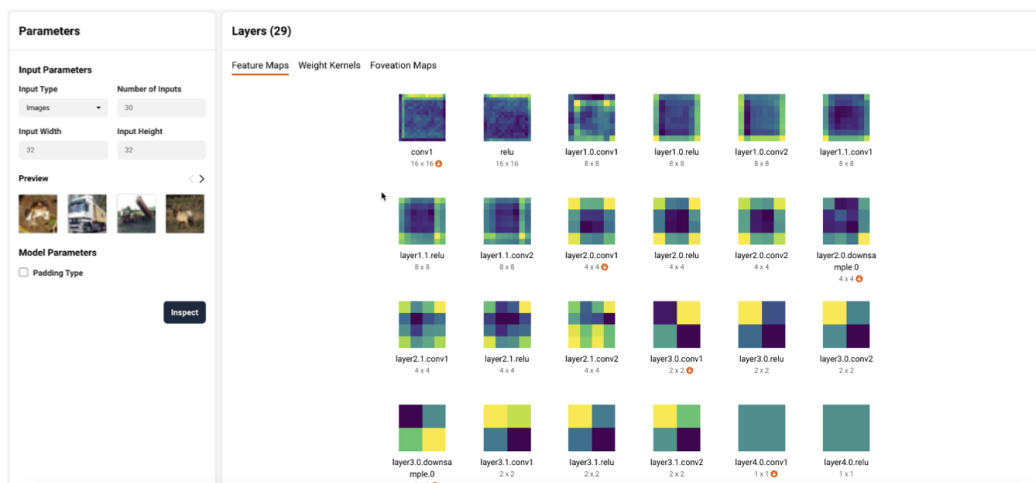 Parameters
Layers (29)
Input Parameters
Input Type
Number of Inputs
Images
30
Input Width
Input Height
32
32
Preview
Model Parameters
Padding Type
Inspect
Feature Maps
Weight Kernels
Foveation Maps
conv1
16 x 16
relu
16 x 16
layer1.0.conv1
8 x 8
layer1.0.relu
8 x 8
layer1.0.conv2
8 x 8
layer1.1.conv1
8 x 8
layer1.1.relu
8 x 8
layer1.1.conv2
8 x 8
layer2.0.conv1
4 x 4
layer2.0.relu
4 x 4
layer2.0.conv2
4 x 4
layer2.0.downsa
mple.0
4 x 4
layer2.1.conv1
4 x 4
layer2.1.relu
4 x 4
layer2.1.conv2
4 x 4
layer3.0.conv1
2 x 2
layer3.0.relu
2 x 2
layer3.0.conv2
2 x 2
layer3.0.downsa
mple.0
layer3.1.conv1
2 x 2
layer3.1.relu
2 x 2
layer3.1.conv2
2 x 2
layer4.0.conv1
1 x 1
layer4.0.relu
1 x 1